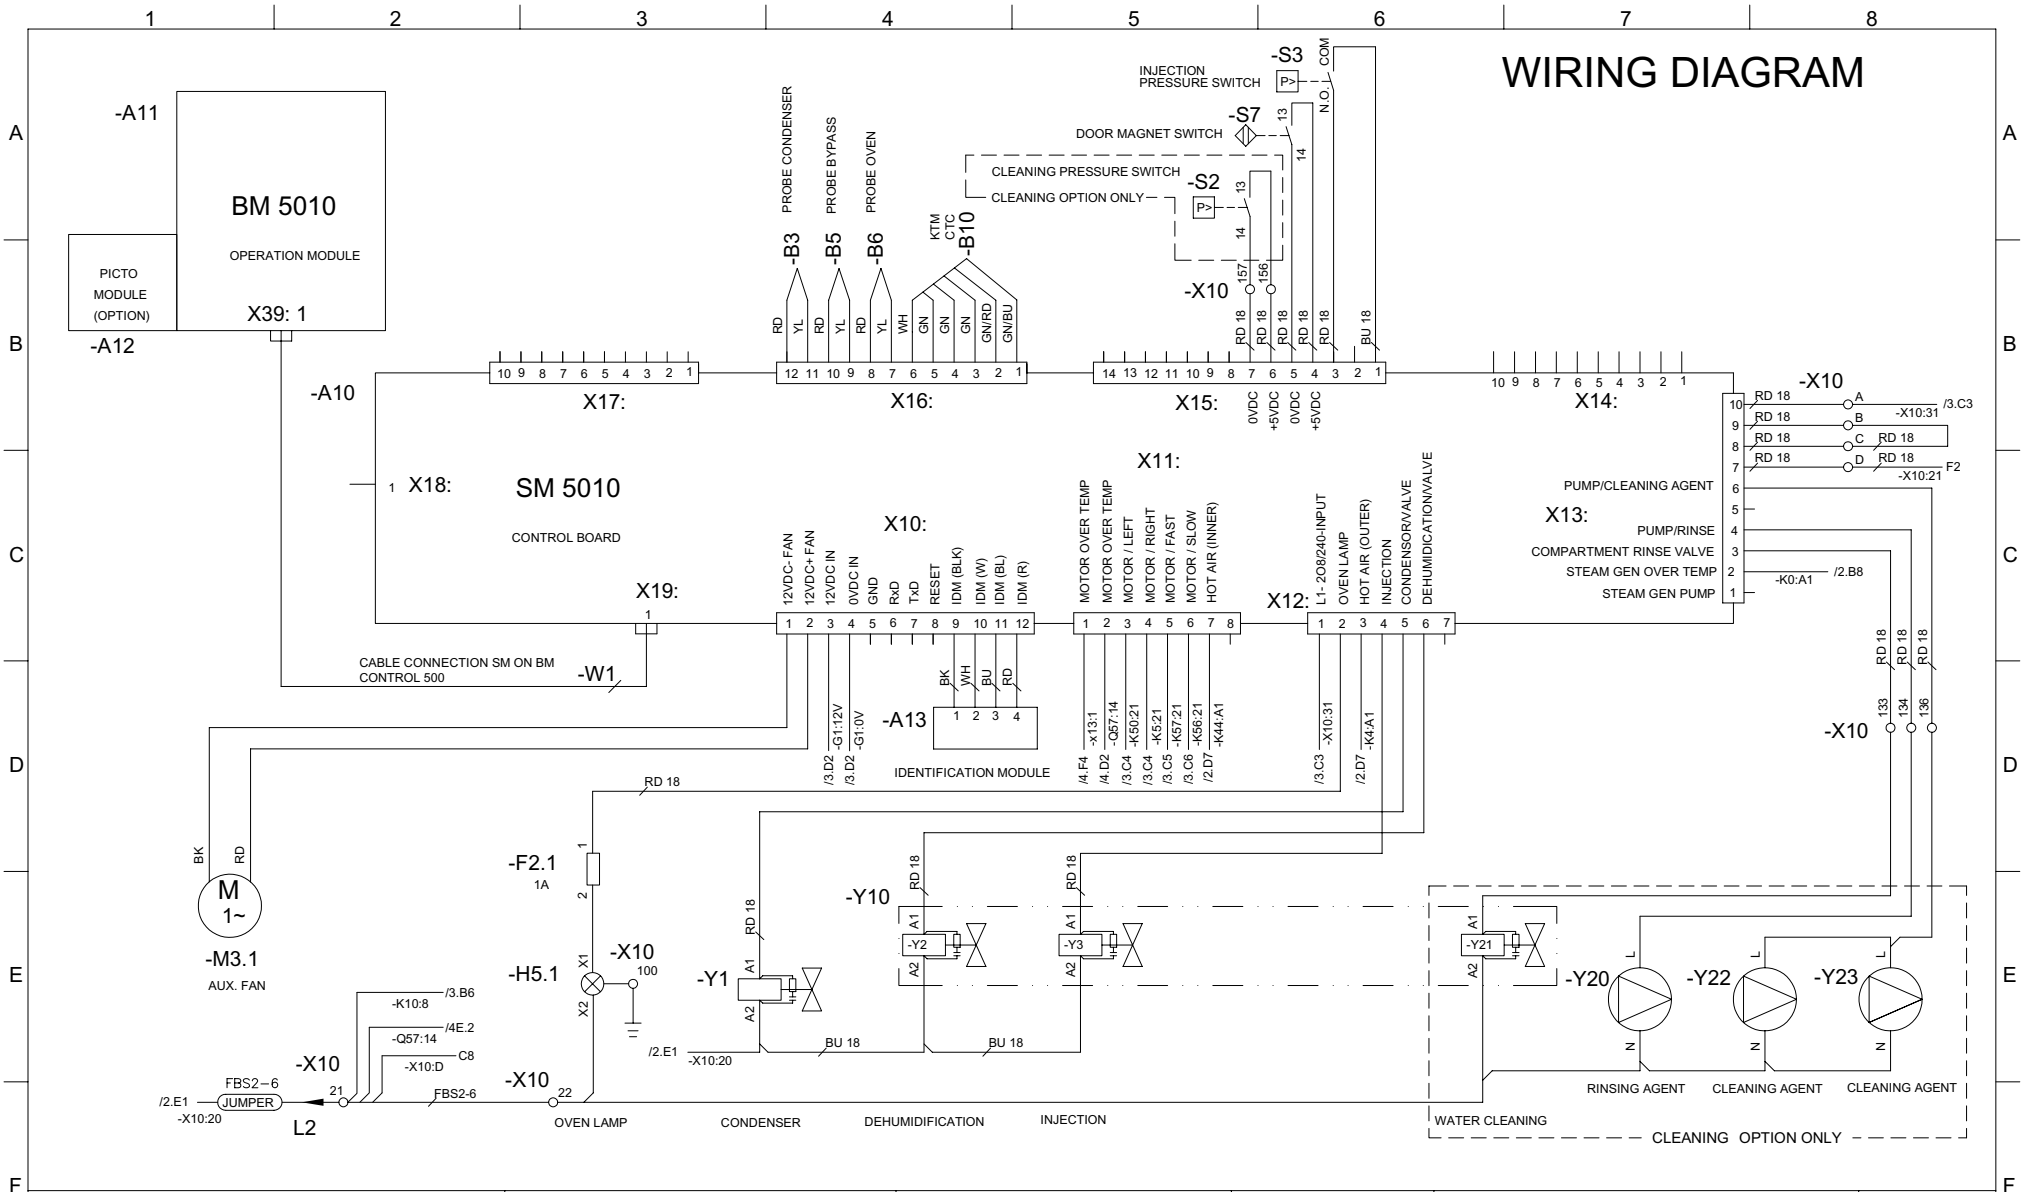 1 2 3 4 5 6 7 8
WIRING DIAGRAM
A
A
-A11
BM 5010
OPERATION MODULE
X39: 1
PICTO
MODULE
(OPTION)
-A12
B
B
PROBE CONDENSER
PROBE BYPASS
PROBE OVEN
KTM
CTC
-B3
-B5
-B6
-B10
RD YL RD YL RD YL WH GN GN GN GN/RD GN/BU
INJECTION
PRESSURE SWITCH
-S3
P>
N.O. COM
DOOR MAGNET SWITCH
-S7
13
14
CLEANING PRESSURE SWITCH
CLEANING OPTION ONLY
-S2
P>
13
14
-X10
157 156
RD 18 RD 18 RD 18 RD 18 RD 18 BU 18
-A10
10 9 8 7 6 5 4 3 2 1
X17:
12 11 10 9 8 7 6 5 4 3 2 1
X16:
14 13 12 11 10 9 8 7 6 5 4 3 2 1
X15:
0VDC +5VDC 0VDC +5VDC
10 9 8 7 6 5 4 3 2 1
X14:
-X10
10 RD 18 A /3.C3
-X10:31
9 RD 18 B
8 RD 18 C RD 18
7 RD 18 D RD 18 F2
-X10:21
C
C
1 X18:
SM 5010
CONTROL BOARD
X19:
1
X10:
X11:
X12:
X13:
PUMP/CLEANING AGENT 6
5
PUMP/RINSE 4
COMPARTMENT RINSE VALVE 3
STEAM GEN OVER TEMP 2 /2.B8
-K0:A1
STEAM GEN PUMP 1
12VDC- FAN
12VDC+ FAN
12VDC IN
0VDC IN
GND
RxD
TxD
RESET
IDM (BLK)
IDM (W)
IDM (BL)
IDM (R)
MOTOR OVER TEMP
MOTOR OVER TEMP
MOTOR / LEFT
MOTOR / RIGHT
MOTOR / FAST
MOTOR / SLOW
HOT AIR (INNER)
L1- 2O8/240-INPUT
OVEN LAMP
HOT AIR (OUTER)
INJECTION
CONDENSOR/VALVE
DEHUMIDICATION/VALVE
1 2 3 4 5 6 7 8 9 10 11 12
1 2 3 4 5 6 7 8
1 2 3 4 5 6 7
CABLE CONNECTION SM ON BM
CONTROL 500
-W1
BK WH BU RD
-A13
1 2 3 4
IDENTIFICATION MODULE
/3.D2 -G1:12V
/3.D2 -G1:0V
/4.F4 -x13:1
/4.D2 -Q57:14
/3.C4 -K50:21
/3.C4 -K5:21
/3.C5 -K57:21
/3.C6 -K56:21
/2.D7 -K44:A1
/3.C3 -X10:31
/2.D7 -K4:A1
RD 18 RD 18 RD 18
133 134 136
-X10
D
D
RD 18
BK
RD
M
1~
-M3.1
AUX. FAN
-F2.1
1A
1
2
-H5.1
X1
X2
-X10
100
RD 18
-Y1
A1
A2
-Y10
RD 18
A1
-Y2
A2
RD 18
A1
-Y3
A2
A1
-Y21
A2
-Y20
L
N
-Y22
L
N
-Y23
L
N
E
E
/3.B6
-K10:8
/4E.2
-Q57:14
C8
-X10:D
/2.E1
-X10:20
BU 18
BU 18
FBS2-6
JUMPER
/2.E1
-X10:20
L2
-X10
21
FBS2-6
-X10
22
OVEN LAMP
CONDENSER
DEHUMIDIFICATION
INJECTION
WATER CLEANING
RINSING AGENT
CLEANING AGENT
CLEANING AGENT
CLEANING OPTION ONLY
F
F